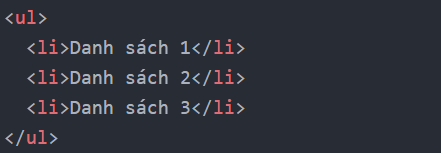 <ul>
  <li>Danh sách 1</li>
  <li>Danh sách 2</li>
  <li>Danh sách 3</li>
</ul>